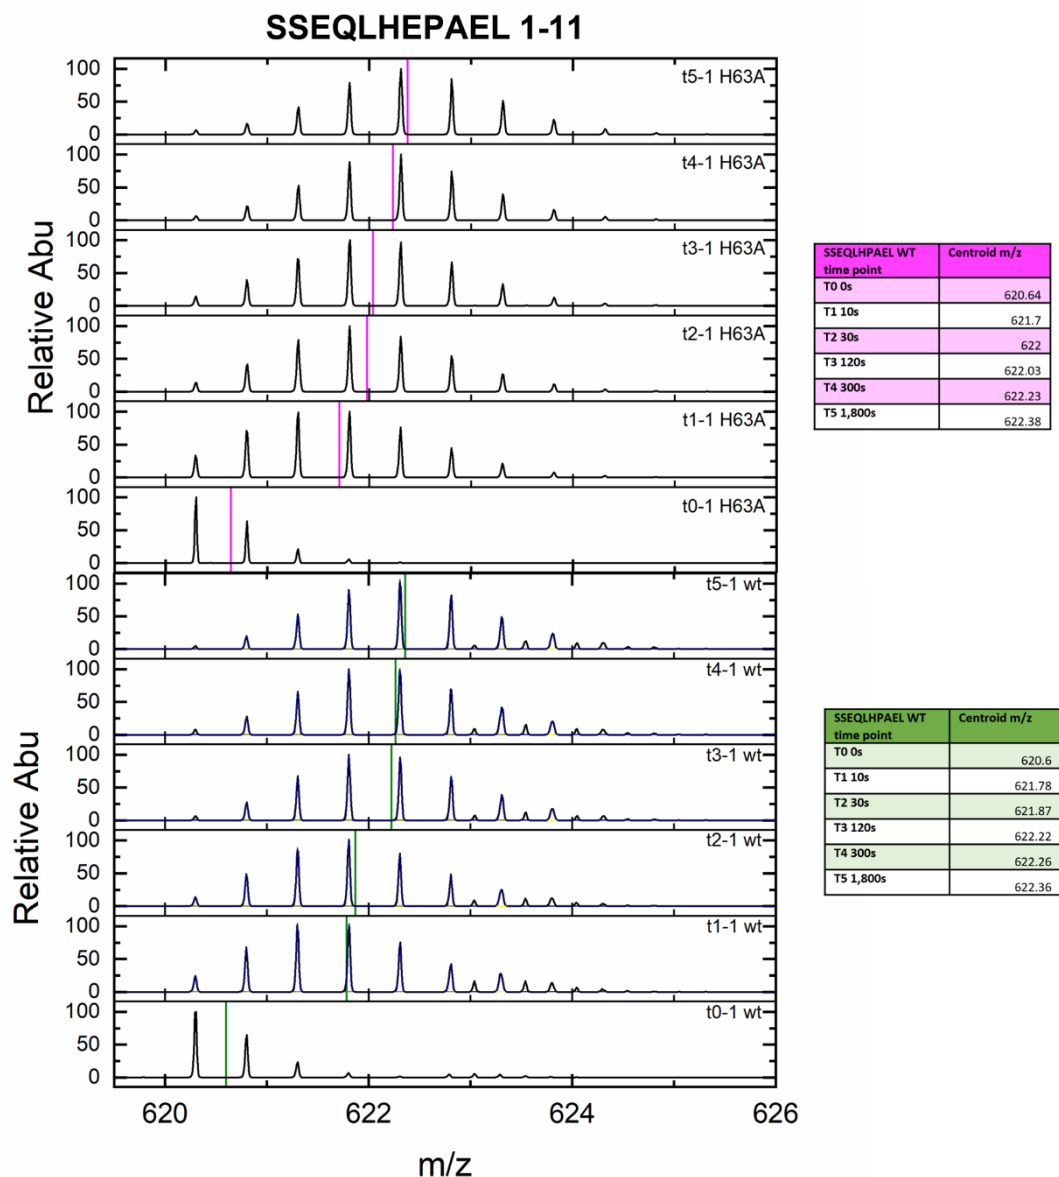 SSEQLHEPAEL 1-11
Relative Abu
100
50
0
t5-1 H63A
100
50
0
t4-1 H63A
100
50
0
t3-1 H63A
100
50
0
t2-1 H63A
100
50
0
t1-1 H63A
100
50
0
t0-1 H63A
Relative Abu
100
50
0
t5-1 wt
100
50
0
t4-1 wt
100
50
0
t3-1 wt
100
50
0
t2-1 wt
100
50
0
t1-1 wt
100
50
0
t0-1 wt
620 622 624 626
m/z
SSEQLHPAEL WT time point Centroid m/z
T0 0s 620.64
T1 10s 621.7
T2 30s 622
T3 120s 622.03
T4 300s 622.23
T5 1,800s 622.38
SSEQLHPAEL WT time point Centroid m/z
T0 0s 620.6
T1 10s 621.78
T2 30s 621.87
T3 120s 622.22
T4 300s 622.26
T5 1,800s 622.36